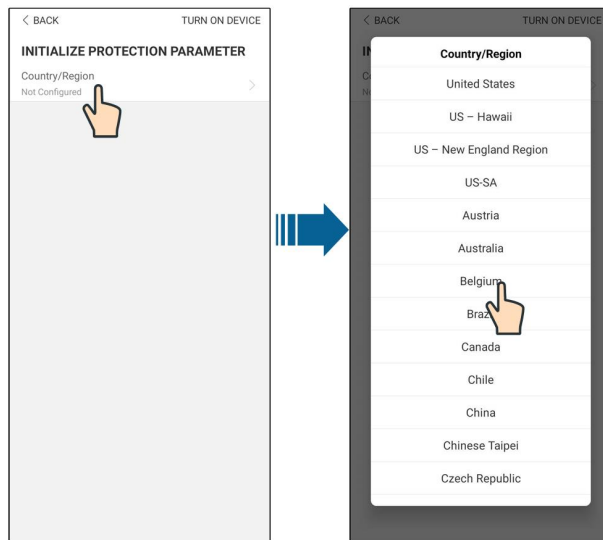 < BACK TURN ON DEVICE
INITIALIZE PROTECTION PARAMETER
Country/Region
Not Configured
< BACK TURN ON DEVICE
Country/Region
United States
US – Hawaii
US – New England Region
US-SA
Austria
Australia
Belgium
Canada
Chile
China
Chinese Taipei
Czech Republic